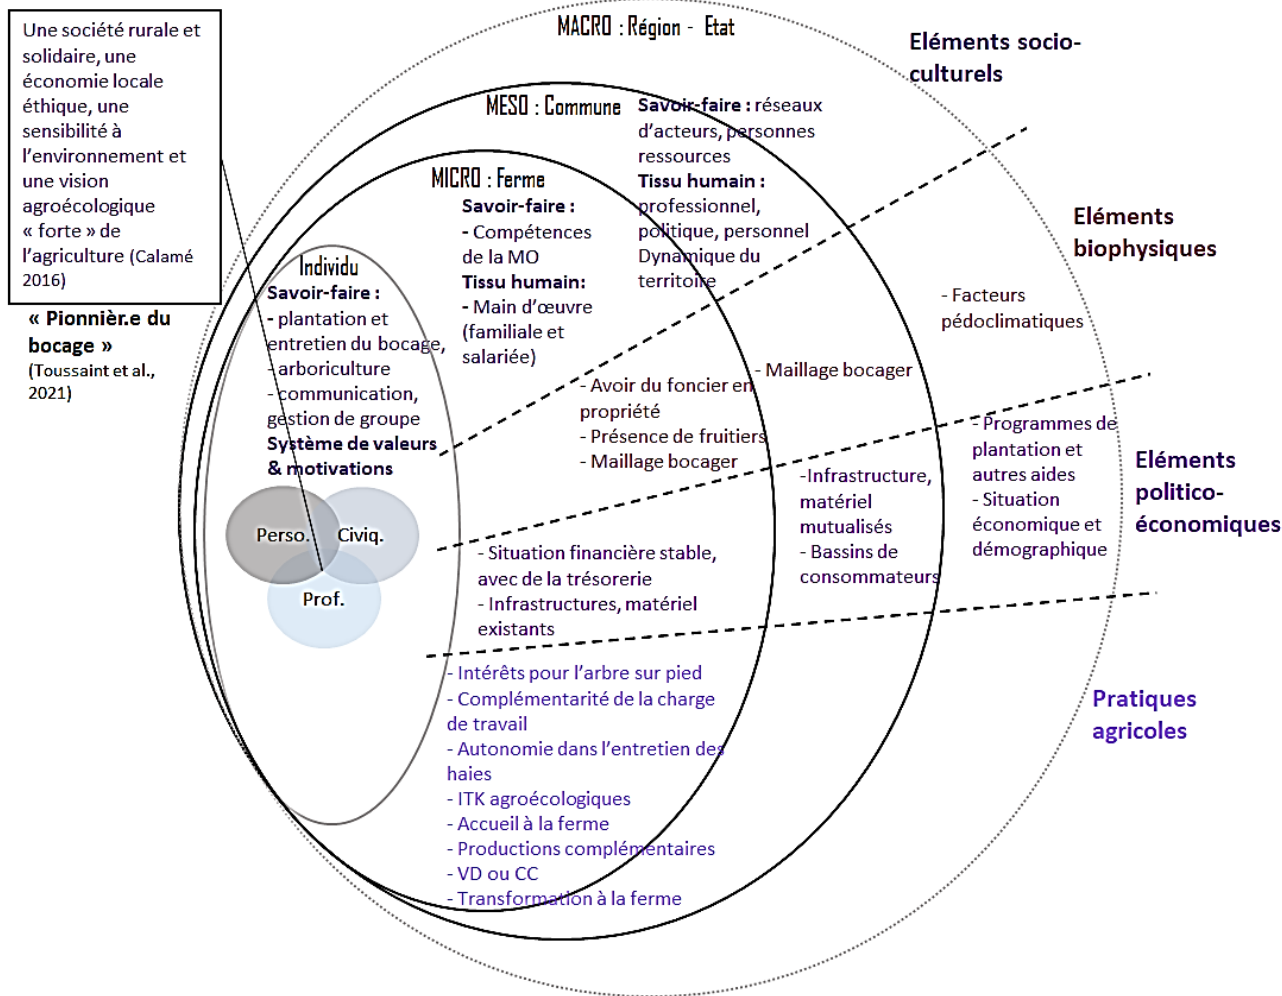 Une société rurale et
solidaire, une
économie locale
éthique, une
sensibilité à
l'environnement et
une vision
agroécologique
« forte » de
l'agriculture (Calamé
2016)
« Pionnièr.e du
bocage »
(Toussaint et al.,
2021)
MACRO : Région - Etat
MESO : Commune
MICRO : Ferme
Individu
Savoir-faire :
- plantation et
entretien du bocage,
- arboriculture
- communication,
gestion de groupe
Système de valeurs
& motivations
Perso.
Civiq.
Prof.
Savoir-faire :
- Compétences
de la MO
Tissu humain:
- Main d'œuvre
(familiale et
salariée)
Savoir-faire : réseaux
d'acteurs, personnes
ressources
Tissu humain :
professionnel,
politique, personnel
Dynamique du
territoire
Eléments socio-
culturels
Eléments
biophysiques
- Facteurs
pédoclimatiques
- Maillage bocager
- Avoir du foncier en
propriété
- Présence de fruitiers
- Maillage bocager
Eléments
politico-
économiques
- Programmes de
plantation et
autres aides
- Situation
économique et
démographique
-Infrastructure,
matériel
mutualisés
- Bassins de
consommateurs
- Situation financière stable,
avec de la trésorerie
- Infrastructures, matériel
existants
Pratiques
agricoles
- Intérêts pour l'arbre sur pied
- Complémentarité de la charge
de travail
- Autonomie dans l'entretien des
haies
- ITK agroécologiques
- Accueil à la ferme
- Productions complémentaires
- VD ou CC
- Transformation à la ferme